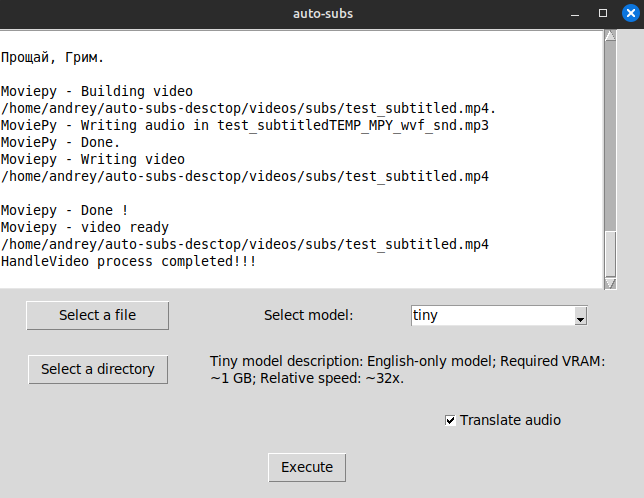 auto-subs
Прощай, Грим.
Moviepy - Building video
/home/andrey/auto-subs-desctop/videos/subs/test_subtitled.mp4.
MoviePy - Writing audio in test_subtitledTEMP_MPY_wvf_snd.mp3
MoviePy - Done.
Moviepy - Writing video
/home/andrey/auto-subs-desctop/videos/subs/test_subtitled.mp4
Moviepy - Done !
Moviepy - video ready
/home/andrey/auto-subs-desctop/videos/subs/test_subtitled.mp4
HandleVideo process completed!!!
Select a file
Select model:
tiny
Select a directory
Tiny model description: English-only model; Required VRAM:
~1 GB; Relative speed: ~32x.
Translate audio
Execute